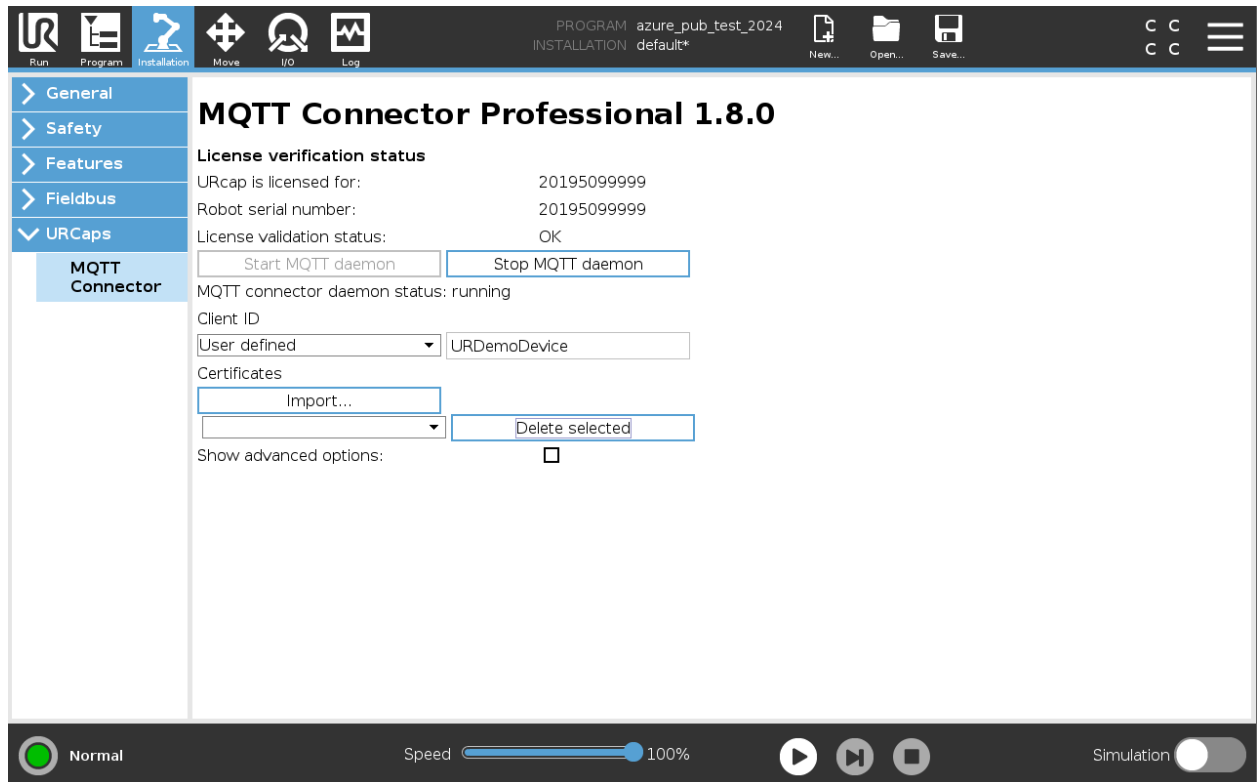 UR
PROGRAM azure_pub_test_2024
INSTALLATION default*
C C
C C
Run Program Installation Move I/O Log New... Open... Save...
General
Safety
Features
Fieldbus
URCaps
MQTT
Connector
MQTT Connector Professional 1.8.0
License verification status
URcap is licensed for: 20195099999
Robot serial number: 20195099999
License validation status: OK
Start MQTT daemon Stop MQTT daemon
MQTT connector daemon status: running
Client ID
User defined URDemoDevice
Certificates
Import...
Delete selected
Show advanced options:
Normal Speed 100% Simulation